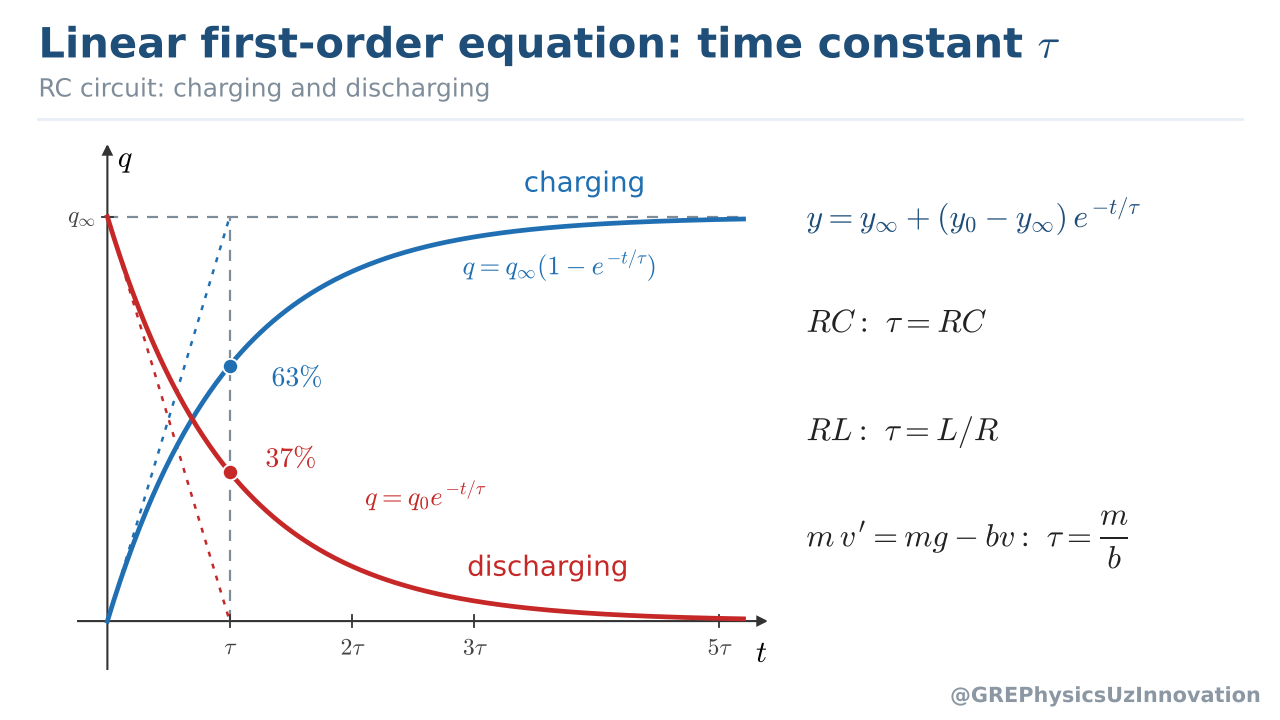 Linear first-order equation: time constant τ
RC circuit: charging and discharging
q
charging
q∞
y = y∞ + (y₀ − y∞) e^{−t/τ}
q = q∞(1 − e^{−t/τ})
RC: τ = RC
63%
RL: τ = L/R
37%
q = q₀e^{−t/τ}
m v′ = mg − bv: τ = m/b
discharging
τ 2τ 3τ 5τ t
@GREPhysicsUzInnovation